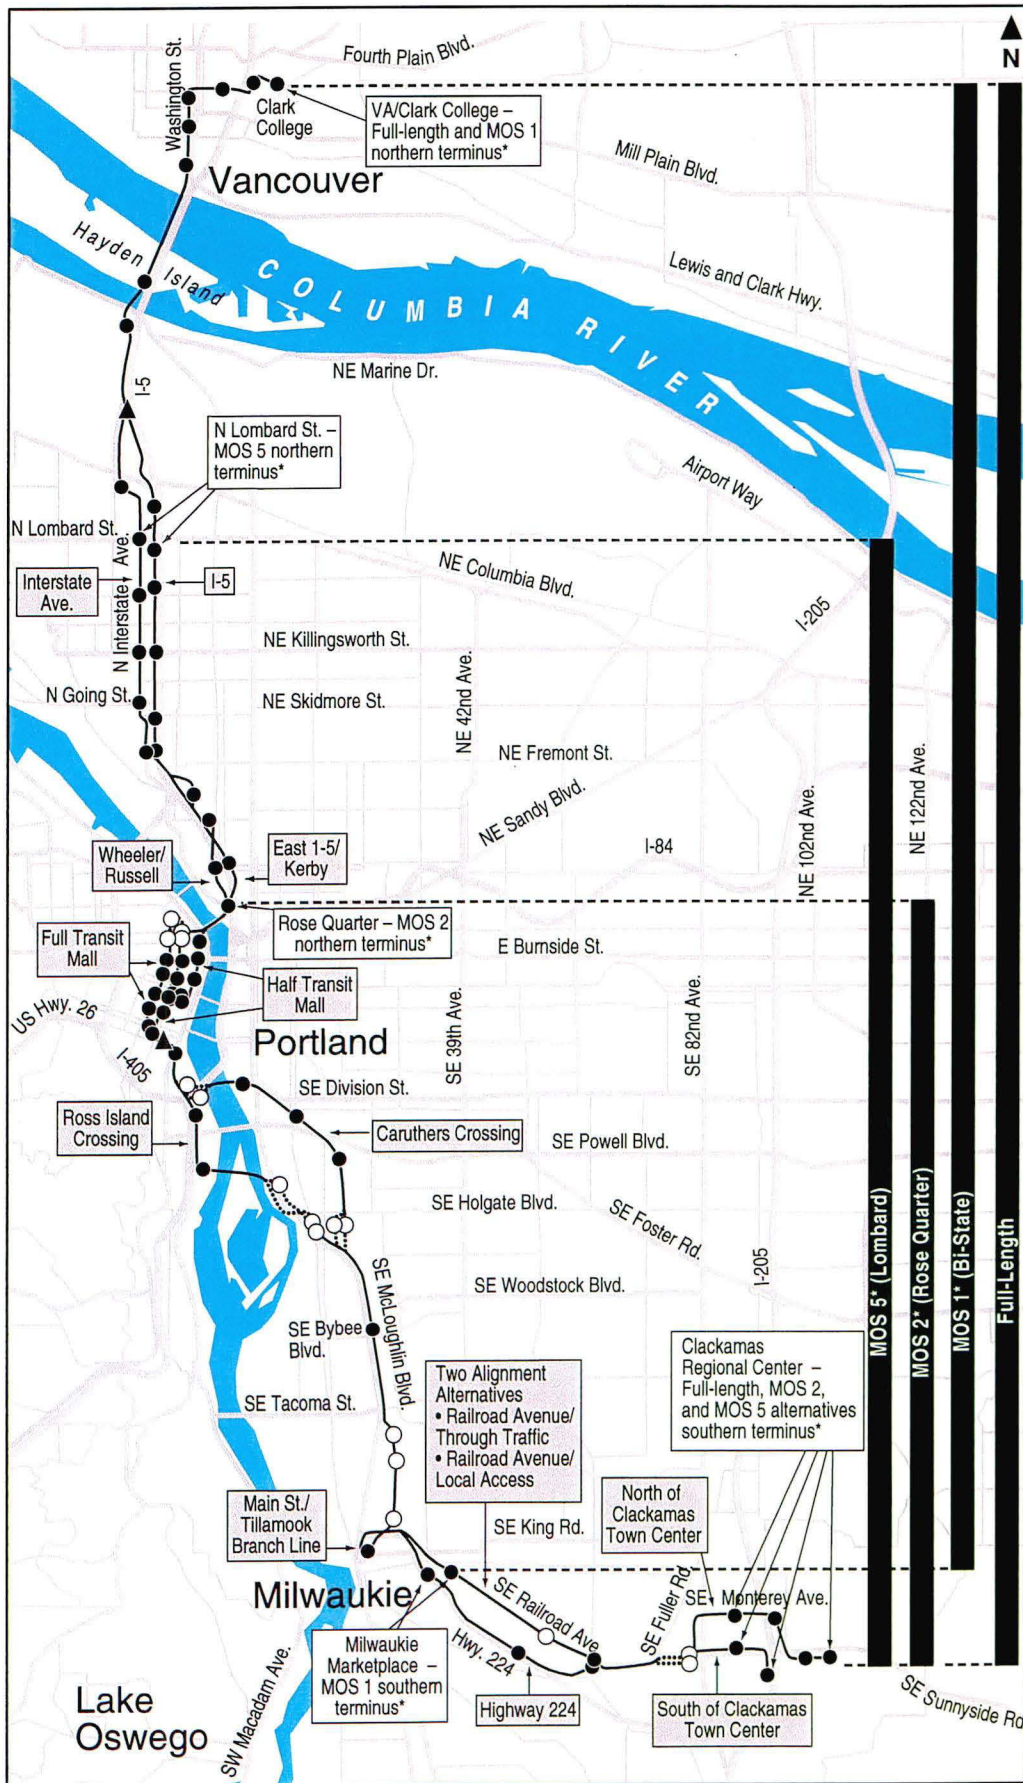 N
Fourth Plain Blvd.
Washington St.
Clark
College
VA/Clark College –
Full-length and MOS 1
northern terminus*
Mill Plain Blvd.
Vancouver
Hayden Island
COLUMBIA RIVER
Lewis and Clark Hwy.
NE Marine Dr.
I-5
N Lombard St. –
MOS 5 northern
terminus*
Airport Way
N Lombard St.
NE Columbia Blvd.
Interstate
Ave.
I-5
N Interstate Ave.
I-205
NE Killingsworth St.
N Going St.
NE Skidmore St.
NE 42nd Ave.
NE Fremont St.
NE Sandy Blvd.
NE 102nd Ave.
NE 122nd Ave.
Wheeler/
Russell
East 1-5/
Kerby
I-84
Rose Quarter – MOS 2
northern terminus*
E Burnside St.
Full Transit
Mall
Half Transit
Mall
US Hwy. 26
Portland
SE 39th Ave.
SE 82nd Ave.
I-405
SE Division St.
Ross Island
Crossing
Caruthers Crossing
SE Powell Blvd.
SE Holgate Blvd.
SE Foster Rd.
I-205
SE Woodstock Blvd.
SE McLoughlin Blvd.
SE Bybee
Blvd.
SE Tacoma St.
Two Alignment
Alternatives
• Railroad Avenue/
Through Traffic
• Railroad Avenue/
Local Access
Clackamas
Regional Center –
Full-length, MOS 2,
and MOS 5 alternatives
southern terminus*
MOS 5* (Lombard)
MOS 2* (Rose Quarter)
MOS 1* (Bi-State)
Full-Length
Main St./
Tillamook
Branch Line
SE King Rd.
North of
Clackamas
Town Center
Milwaukie
SE Railroad Ave.
SE Fuller Rd.
SE Monterey Ave.
Hwy. 224
Milwaukie
Marketplace –
MOS 1 southern
terminus*
Highway 224
South of Clackamas
Town Center
SE Sunnyside Rd
Lake
Oswego
SW Macadam Ave.